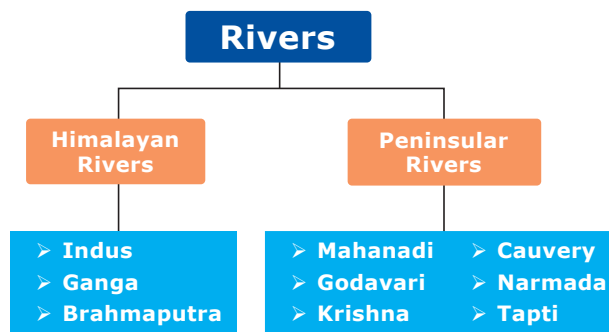 Rivers
Himalayan
Rivers
Peninsular
Rivers
➢ Indus
➢ Ganga
➢ Brahmaputra
➢ Mahanadi
➢ Godavari
➢ Krishna
➢ Cauvery
➢ Narmada
➢ Tapti